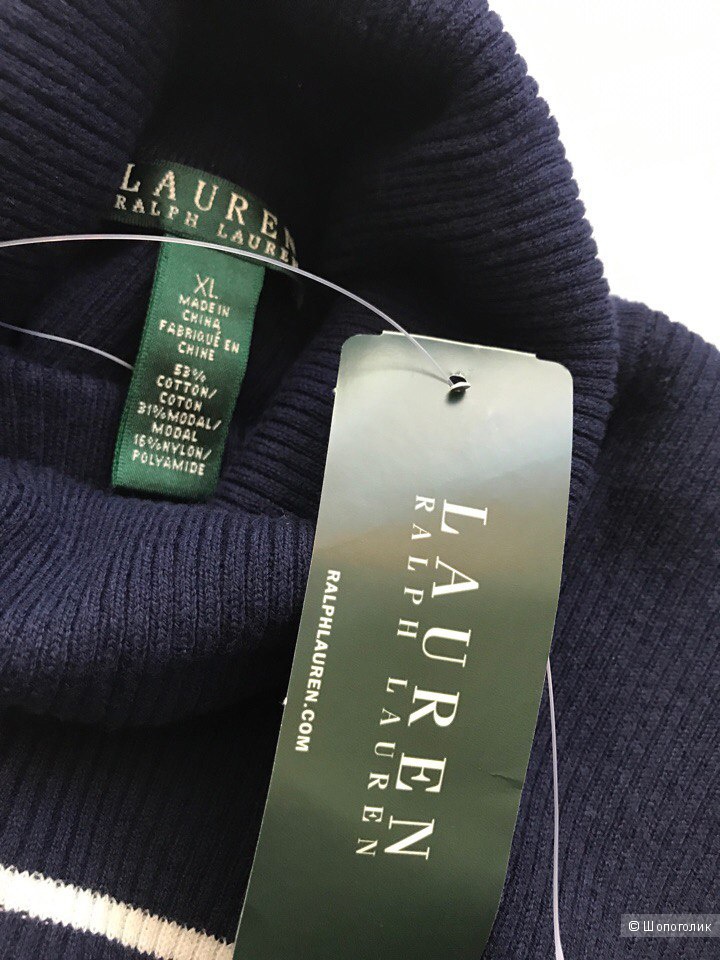 LAUREN
RALPH LAUREN
XL
MADE IN
CHINA
FABRIQUÉ EN
CHINE
53%
COTTON/
COTON
31%MODAL/
MODAL
16%NYLON/
POLYAMIDE
LAUREN
RALPH LAUREN
RALPHLAUREN.COM
© Шопоголик